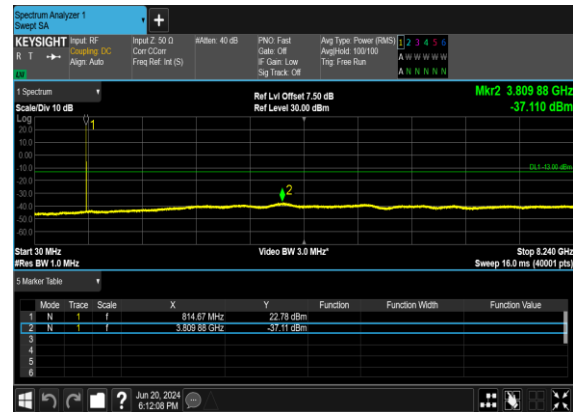 Spectrum Analyzer 1
Swept SA
+
KEYSIGHT Input: RF Input Z: 50 Ω #Atten: 40 dB PNO: Fast Avg Type: Power (RMS) 1 2 3 4 5 6
R T Coupling: DC Corr CCorr Gate: Off Avg|Hold: 100/100 A W W W W W
Align: Auto Freq Ref: Int (S) IF Gain: Low Trig: Free Run
Sig Track: Off A N N N N N
LW
1 Spectrum Ref Lvl Offset 7.50 dB Mkr2 3.809 88 GHz
Scale/Div 10 dB Ref Level 30.00 dBm -37.110 dBm
Log
1
20.0
10.0
0.00
-10.0
DL1 -13.00 dBm
-20.0
-30.0
2
-40.0
-50.0
-60.0
Start 30 MHz Video BW 3.0 MHz* Stop 8.240 GHz
#Res BW 1.0 MHz Sweep 16.0 ms (40001 pts)
5 Marker Table
Mode Trace Scale X Y Function Function Width Function Value
1 N 1 f 814.67 MHz 22.78 dBm
2 N 1 f 3.809 88 GHz -37.11 dBm
3
4
5
6
? Jun 20, 2024
6:12:08 PM